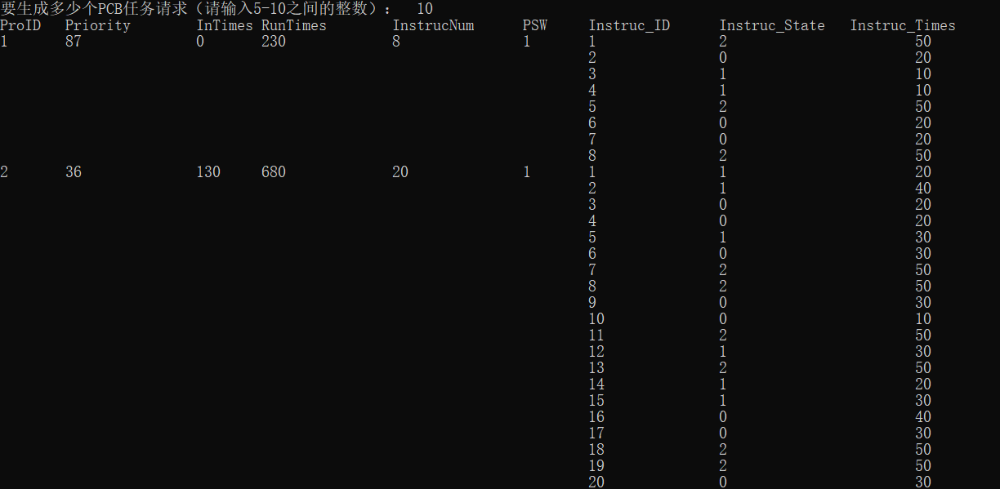 要生成多少个PCB任务请求（请输入5-10之间的整数）： 10
ProID Priority InTimes RunTimes InstrucNum PSW Instruc_ID Instruc_State Instruc_Times
1 87 0 230 8 1 1 2 50
2 0 20
3 1 10
4 1 10
5 2 50
6 0 20
7 0 20
8 2 50
2 36 130 680 20 1 1 1 20
2 1 40
3 0 20
4 0 20
5 1 30
6 0 30
7 2 50
8 2 50
9 0 30
10 0 10
11 2 50
12 1 30
13 2 50
14 1 20
15 1 30
16 0 40
17 0 30
18 2 50
19 2 50
20 0 30